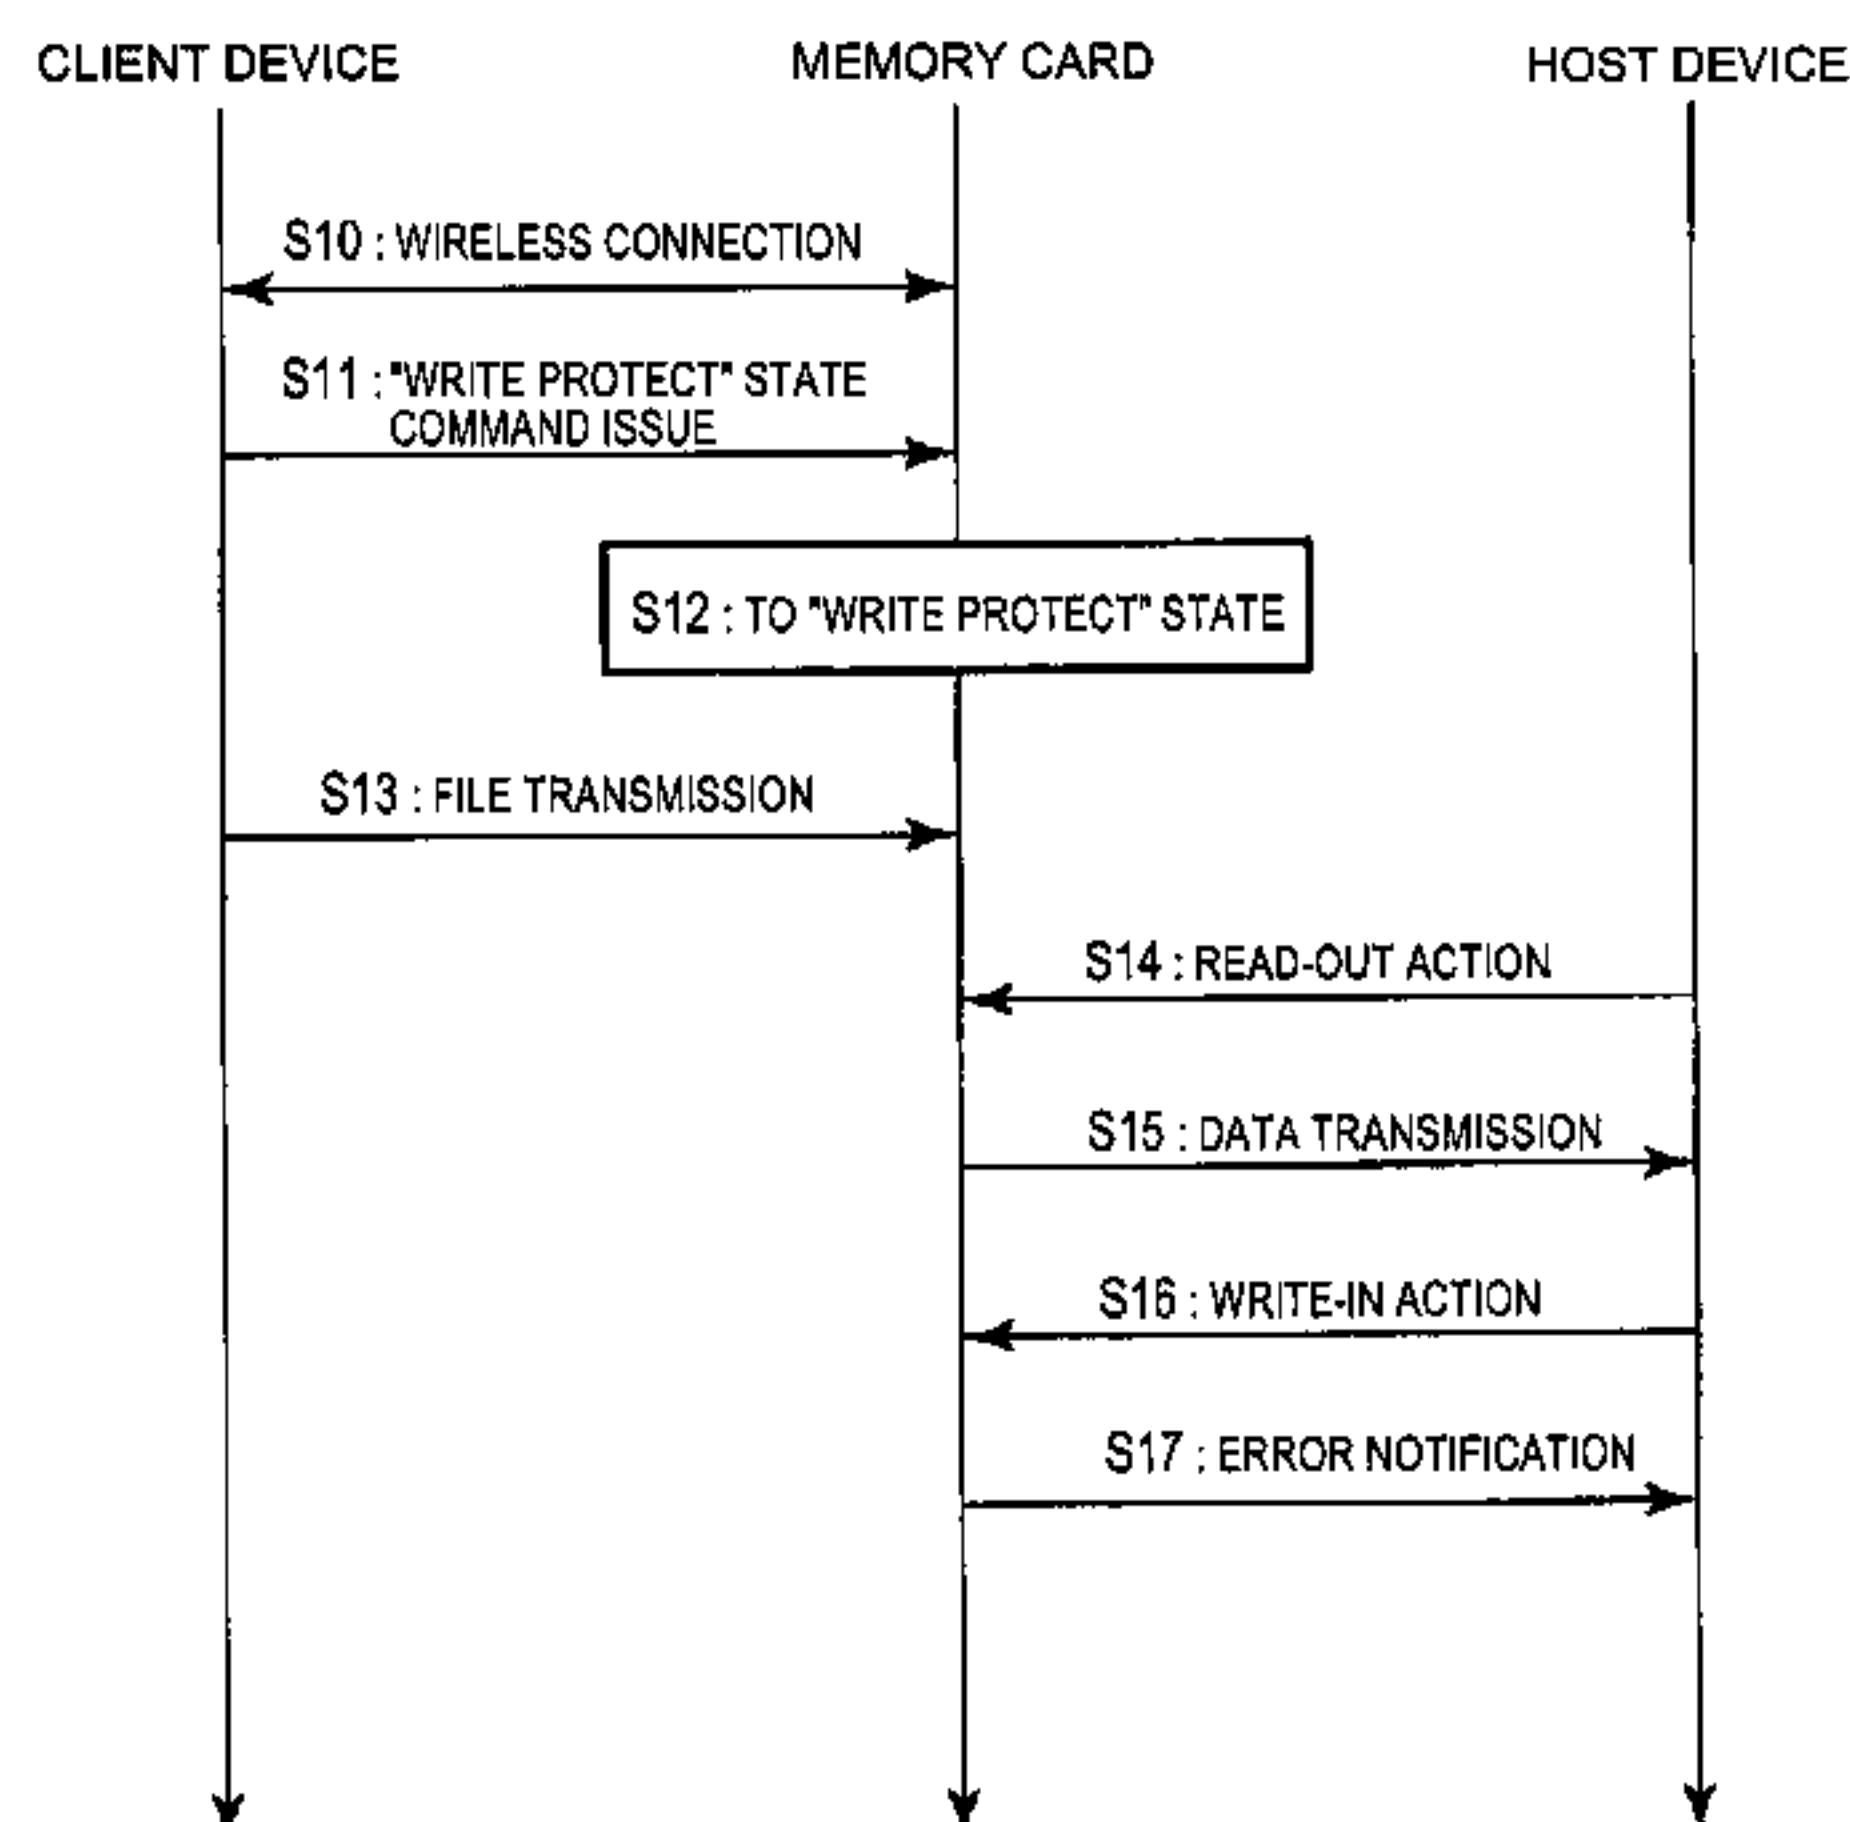 CLIENT DEVICE
MEMORY CARD
HOST DEVICE
S10 : WIRELESS CONNECTION
S11 : "WRITE PROTECT" STATE
COMMAND ISSUE
S12 : TO "WRITE PROTECT" STATE
S13 : FILE TRANSMISSION
S14 : READ-OUT ACTION
S15 : DATA TRANSMISSION
S16 : WRITE-IN ACTION
S17 : ERROR NOTIFICATION